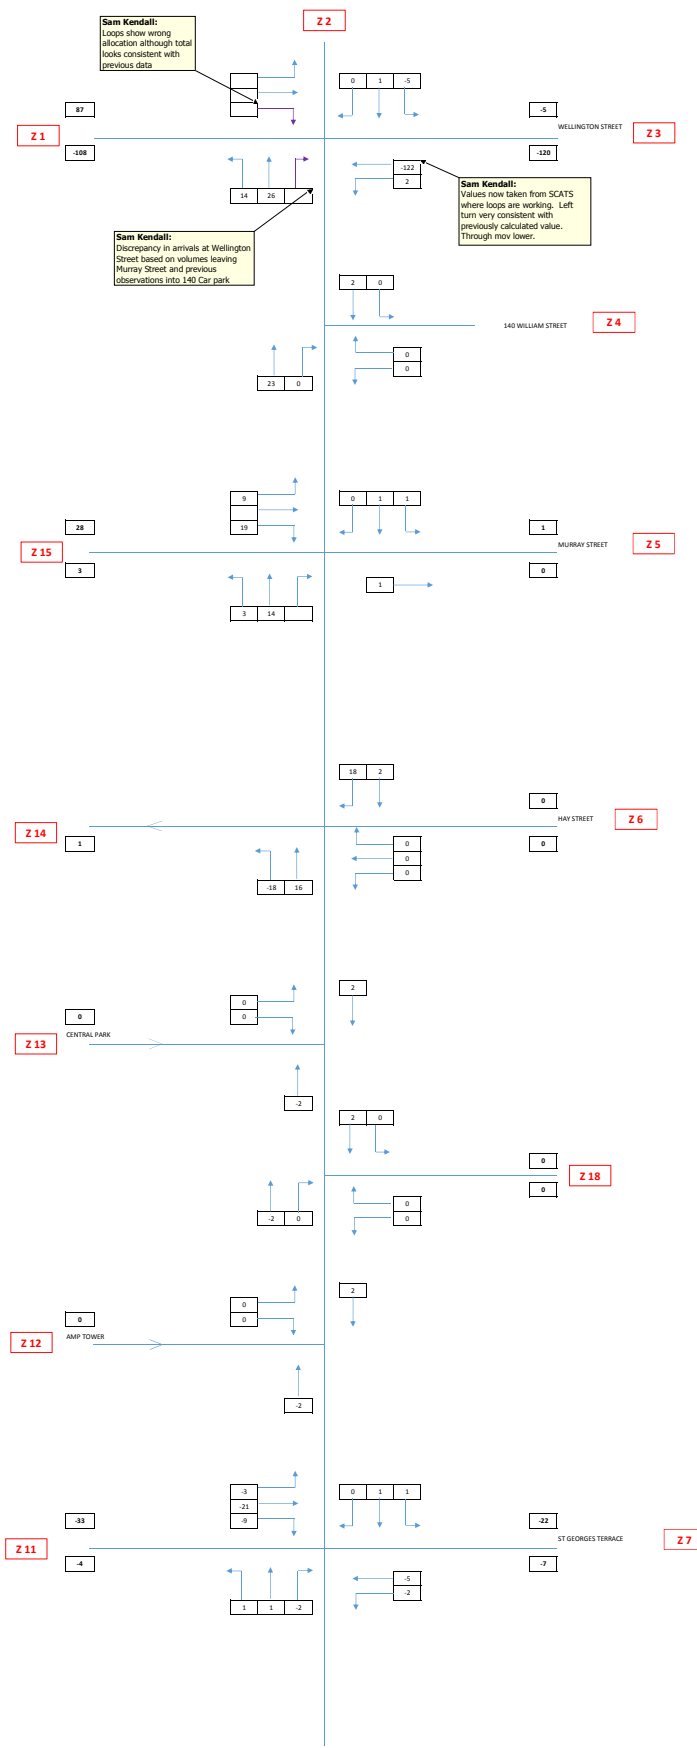 Z 2
Sam Kendall:
Loops show wrong
allocation although total
looks consistent with
previous data
0 1 -5
87
-5
WELLINGTON STREET
Z 1
Z 3
-108
-120
-122
2
14 26
Sam Kendall:
Values now taken from SCATS
where loops are working. Left
turn very consistent with
previously calculated value.
Through mov lower.
Sam Kendall:
Discrepancy in arrivals at Wellington
Street based on volumes leaving
Murray Street and previous
observations into 140 Car park
2 0
140 WILLIAM STREET
Z 4
0
0
23 0
9
19
0 1 1
28
1
MURRAY STREET
Z 15
Z 5
3
0
1
3 14
18 2
0
HAY STREET
Z 14
Z 6
1
0
0
0
0
-18 16
2
0
0
0
CENTRAL PARK
Z 13
-2
2 0
0
Z 18
0
-2 0
0
0
0
0
2
0
AMP TOWER
Z 12
-2
-3
-21
-9
0 1 1
-33
-22
ST GEORGES TERRACE
Z 11
Z 7
-4
-7
-5
-2
1 1 -2